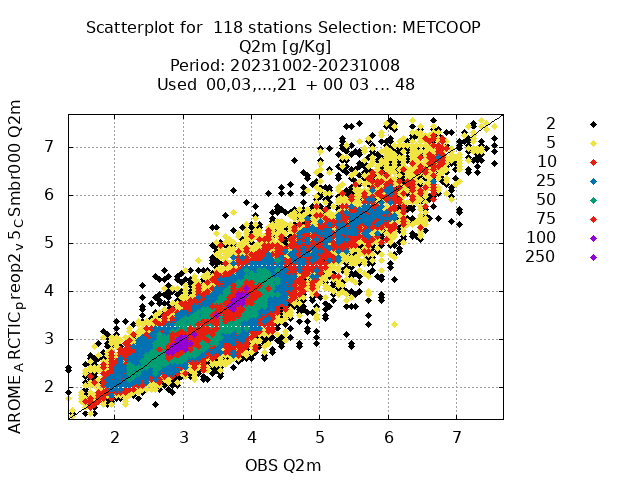 Scatterplot for  118 stations Selection: METCOOP
Q2m [g/Kg]
Period: 20231002-20231008
Used  00,03,...,21  + 00 03 ... 48
AROME_ARCTIC_preop2_v5_CSmbr000 Q2m
7
6
5
4
3
2
2 3 4 5 6 7
OBS Q2m
2
5
10
25
50
75
100
250